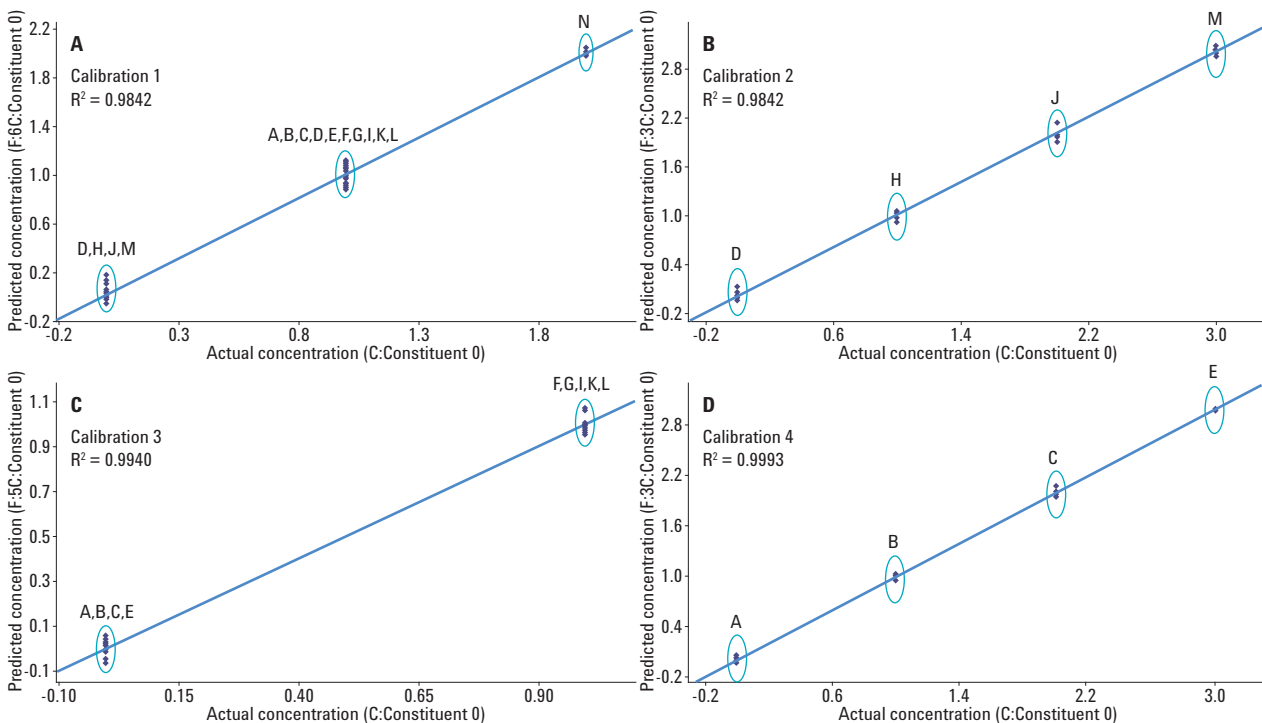 A
Calibration 1
R² = 0.9842
N
A,B,C,D,E,F,G,I,K,L
D,H,J,M
2.2
1.8
1.4
1.0
0.6
0.2
-0.2
-0.2
0.3
0.8
1.3
1.8
Predicted concentration (F:6C:Constituent 0)
Actual concentration (C:Constituent 0)
B
Calibration 2
R² = 0.9842
M
J
H
D
2.8
2.2
1.6
1.0
0.4
-0.2
-0.2
0.6
1.4
2.2
3.0
Predicted concentration (F:3C:Constituent 0)
Actual concentration (C:Constituent 0)
C
Calibration 3
R² = 0.9940
F,G,I,K,L
A,B,C,E
1.1
0.9
0.7
0.5
0.3
0.1
-0.1
-0.10
0.15
0.40
0.65
0.90
Predicted concentration (F:5C:Constituent 0)
Actual concentration (C:Constituent 0)
D
Calibration 4
R² = 0.9993
E
C
B
A
2.8
2.2
1.6
1.0
0.4
-0.2
-0.2
0.6
1.4
2.2
3.0
Predicted concentration (F:3C:Constituent 0)
Actual concentration (C:Constituent 0)